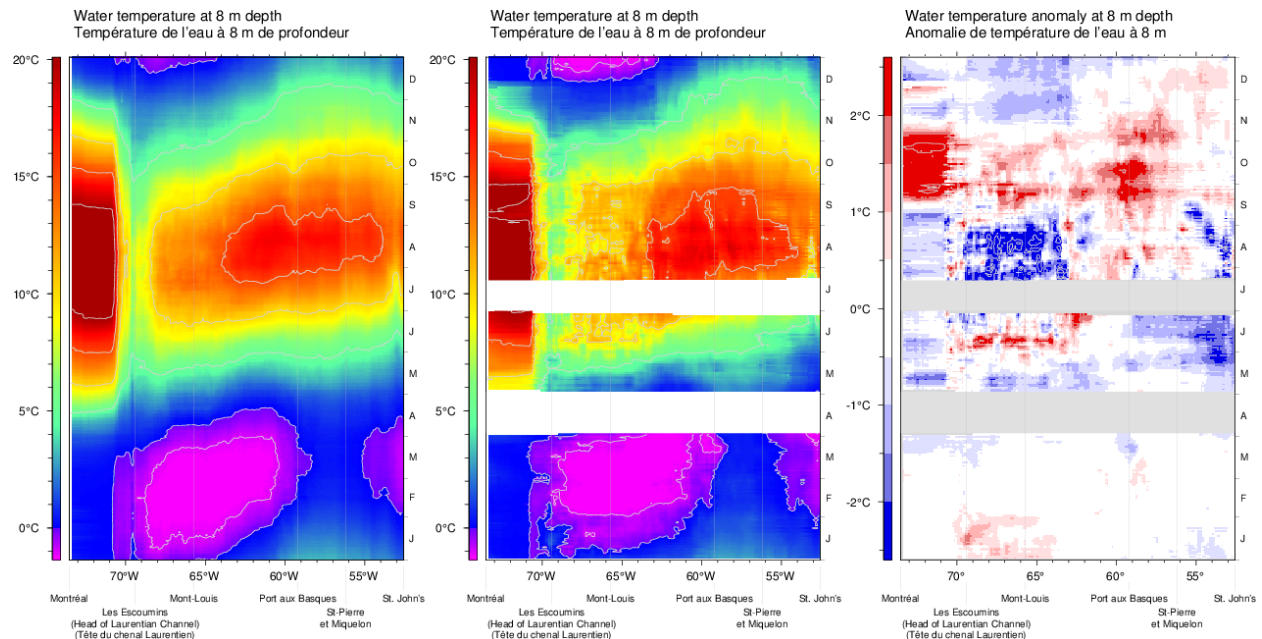 Water temperature at 8 m depth
Température de l'eau à 8 m de profondeur
20°C
15°C
10°C
5°C
0°C
D
N
O
S
A
J
J
M
A
M
F
J
70°W
65°W
60°W
55°W
Montréal
Mont-Louis
Port aux Basques
St. John's
Les Escoumins
(Head of Laurentian Channel)
(Tête du chenal Laurentien)
St-Pierre
et Miquelon
Water temperature at 8 m depth
Température de l'eau à 8 m de profondeur
20°C
15°C
10°C
5°C
0°C
D
N
O
S
A
J
J
M
A
M
F
J
70°W
65°W
60°W
55°W
Montréal
Mont-Louis
Port aux Basques
St. John's
Les Escoumins
(Head of Laurentian Channel)
(Tête du chenal Laurentien)
St-Pierre
et Miquelon
Water temperature anomaly at 8 m depth
Anomalie de température de l'eau à 8 m
2°C
1°C
0°C
-1°C
-2°C
D
N
O
S
A
J
J
M
A
M
F
J
70°
65°
60°
55°
Montréal
Mont-Louis
Port aux Basques
St. John's
Les Escoumins
(Head of Laurentian Channel)
(Tête du chenal Laurentien)
St-Pierre
et Miquelon